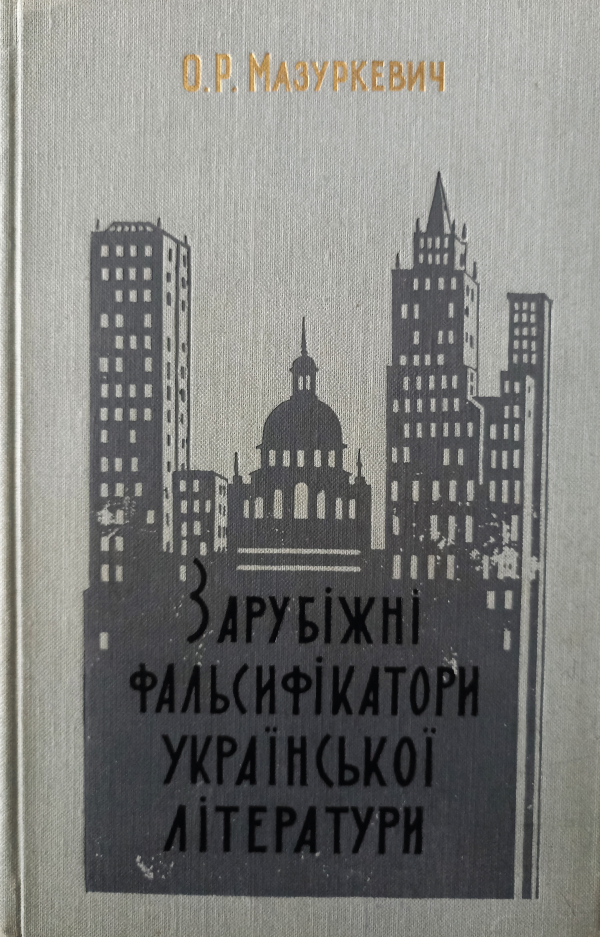 О.Р. Мазуркевич
Зарубіжні
фальсифікатори
української
літератури